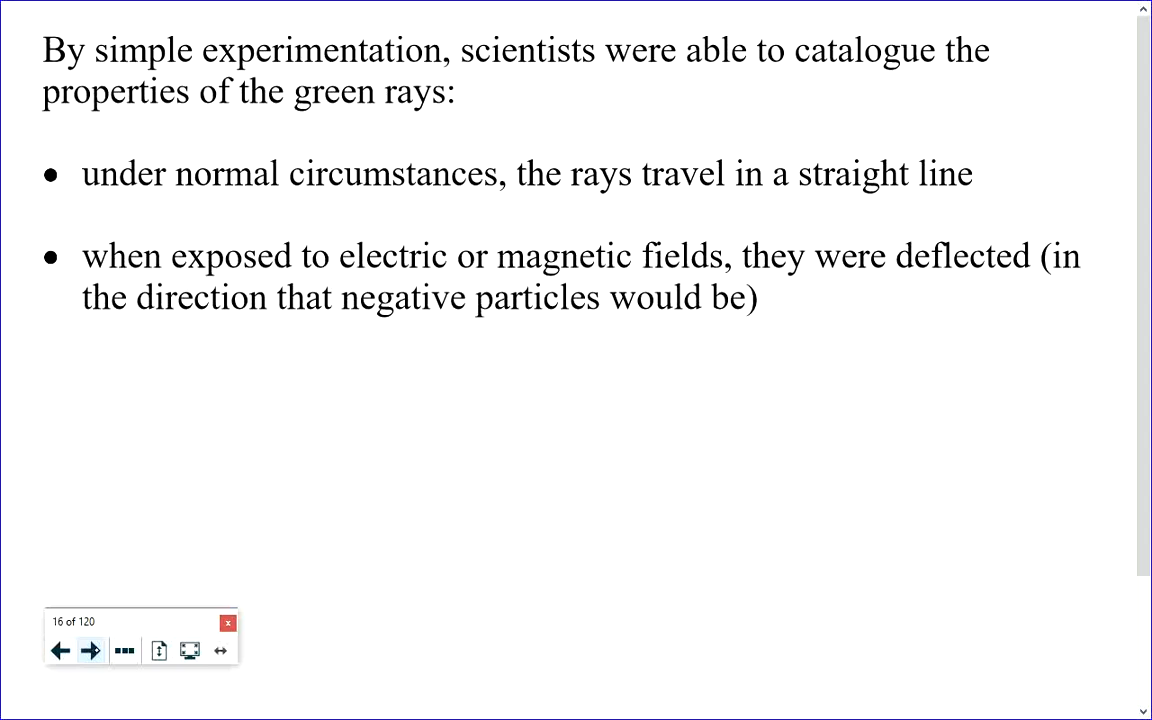 By simple experimentation, scientists were able to catalogue the
properties of the green rays:
• under normal circumstances, the rays travel in a straight line
• when exposed to electric or magnetic fields, they were deflected (in
the direction that negative particles would be)
16 of 120
x